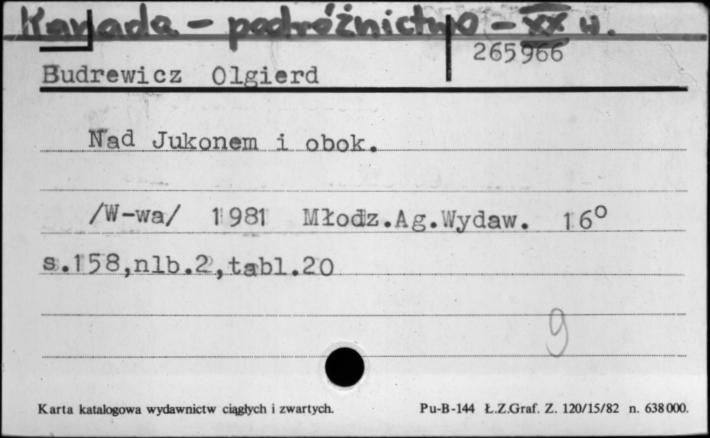 Kanada - podróżnictwo - XX w.
265966
Budrewicz Olgierd
Nad Jukonem i obok.
/W-wa/ 1981 Młodz.Ag.Wydaw. 16°
s.158,nlb.2,tabl.20
9
Karta katalogowa wydawnictw ciągłych i zwartych. Pu-B-144 Ł.Z.Graf. Z. 120/15/82 n. 638000.